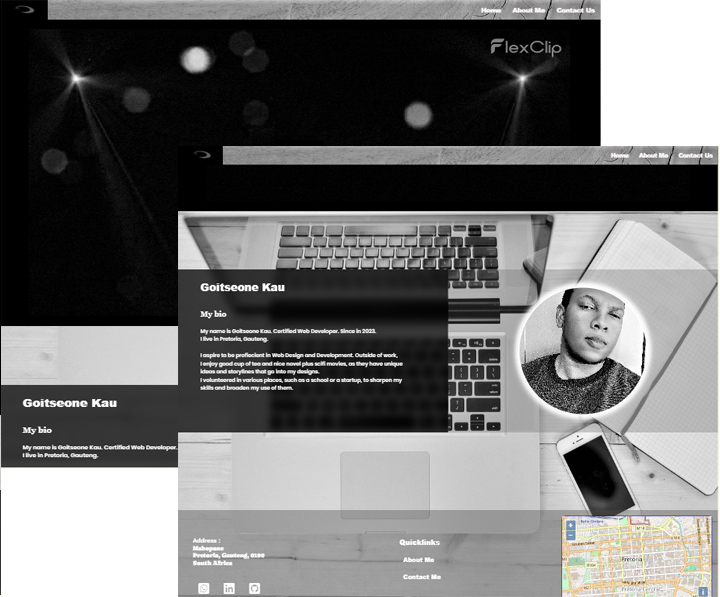 Home About Me Contact Us
FlexClip
Home About Me Contact Us
Goitseone Kau
My bio
My name is Goitseone Kau. Certified Web Developer. Since in 2023.
I live in Pretoria, Gauteng.
I aspire to be profiecient in Web Design and Development. Outside of work,
I enjoy good cup of tea and nice novel plus scifi movies, as they have unique
ideas and storylines that go into my designs.
I volunteered in various places, such as a school or a startup, to sharpen my
skills and broaden my use of them.
Goitseone Kau
My bio
My name is Goitseone Kau. Certified Web Developer.
I live in Pretoria, Gauteng.
Address :
Mabopane
Pretoria, Gauteng, 0190
South Africa
Quicklinks
About Me
Contact Me
Pretoria